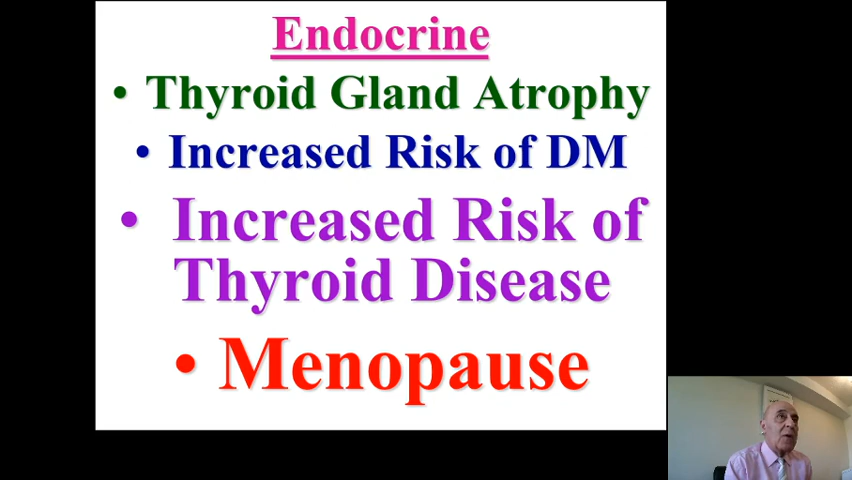 Endocrine
• Thyroid Gland Atrophy
• Increased Risk of DM
• Increased Risk of
Thyroid Disease
• Menopause